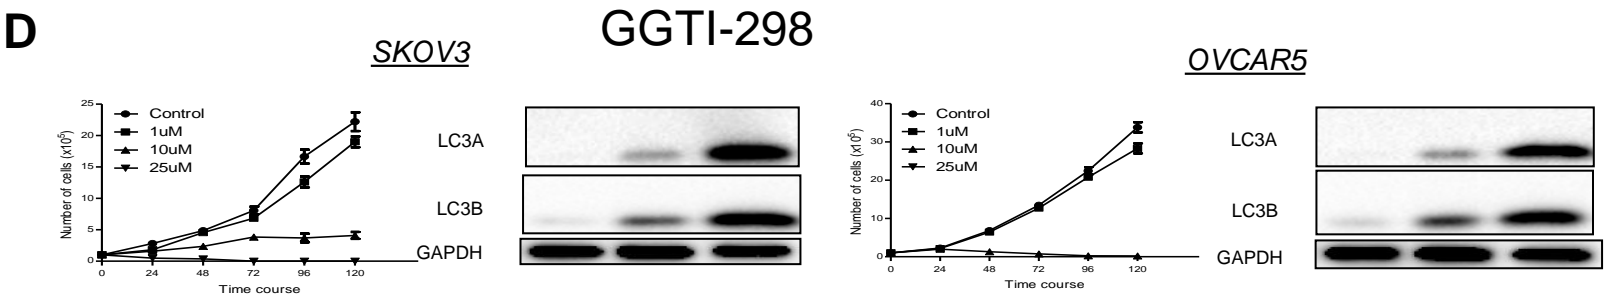 D
GGTI-298
SKOV3
Number of cells (x10⁵)
25
20
15
10
5
0
Control
1uM
10uM
25uM
0 24 48 72 96 120
Time course
LC3A
LC3B
GAPDH
OVCAR5
Number of cells (x10⁵)
40
30
20
10
0
Control
1uM
10uM
25uM
0 24 48 72 96 120
Time course
LC3A
LC3B
GAPDH